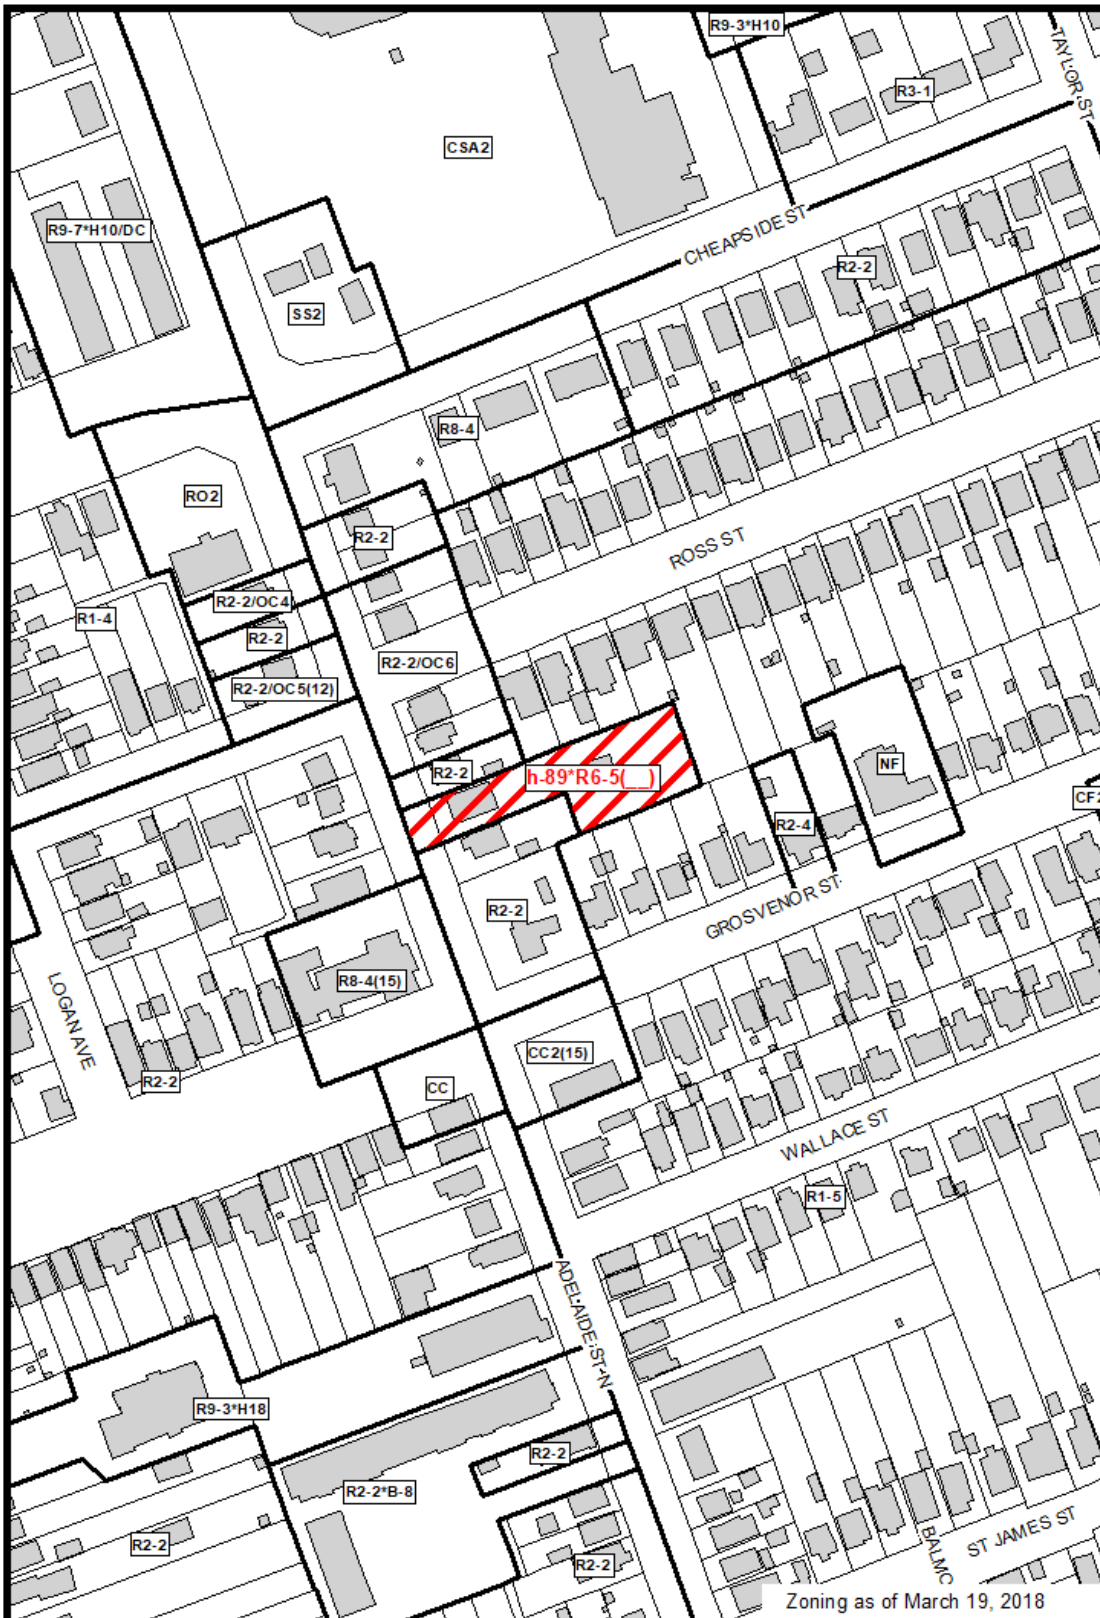 R9-3*H10
TAYLOR ST
R3-1
CSA2
R9-7*H10/DC
CHEAPSIDE ST
R2-2
SS2
R8-4
RO2
R2-2
ROSS ST
R2-2/OC4
R1-4
R2-2
R2-2/OC6
R2-2/OC5(12)
R2-2
h-89*R6-5(__)
NF
CF2
R2-4
R2-2
GROSVENOR ST
R8-4(15)
LOGAN AVE
CC2(15)
R2-2
CC
WALLACE ST
R1-5
ADELAIDE ST N
R9-3*H18
R2-2
R2-2*B-8
R2-2
R2-2
BALMC
ST JAMES ST
Zoning as of March 19, 2018